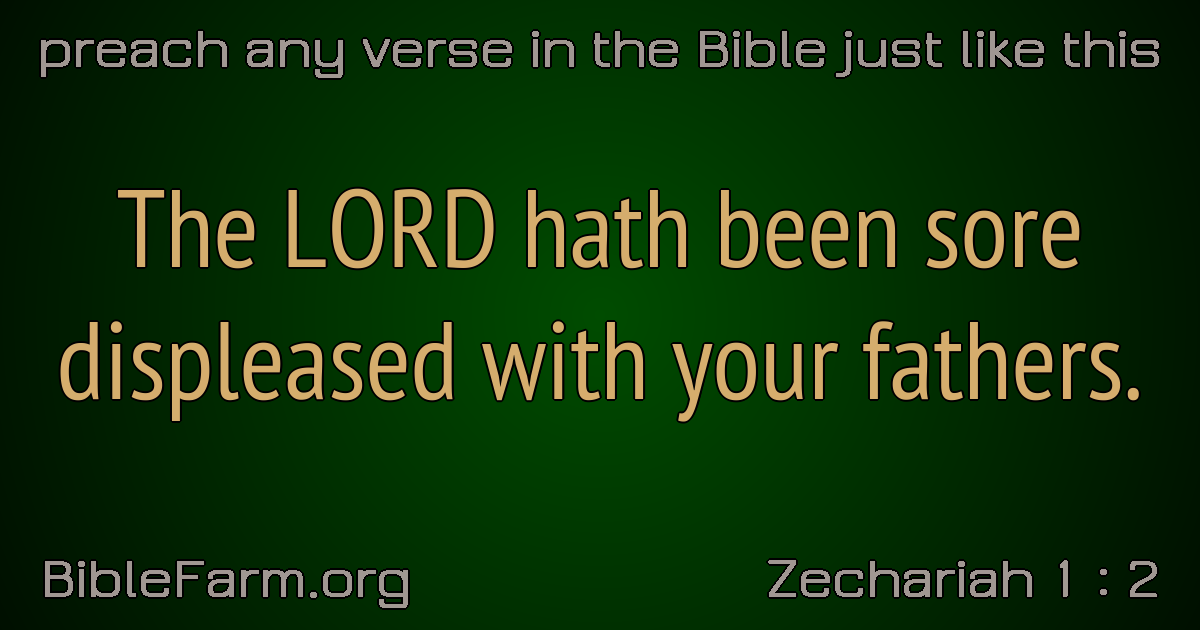 preach any verse in the Bible just like this
The LORD hath been sore
displeased with your fathers.
BibleFarm.org
Zechariah 1 : 2